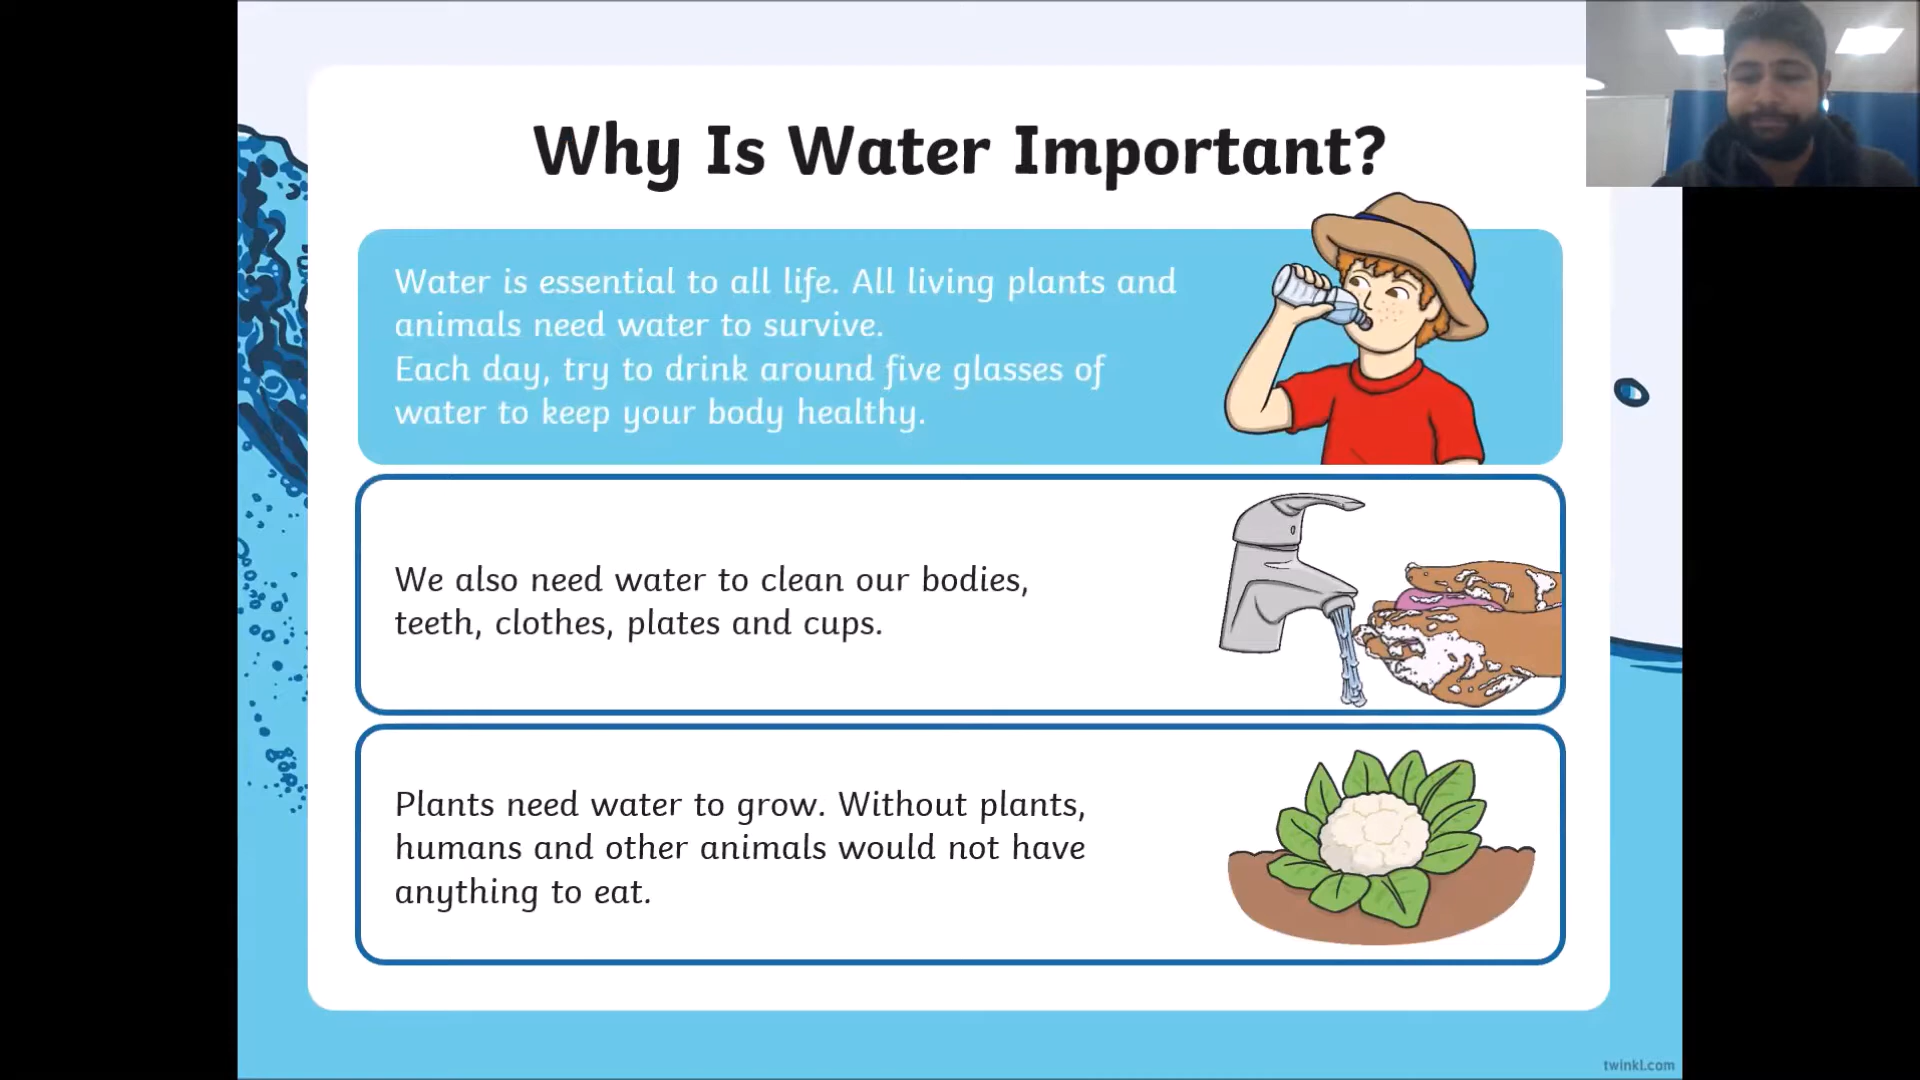 Why Is Water Important?
Water is essential to all life. All living plants and
animals need water to survive.
Each day, try to drink around five glasses of
water to keep your body healthy.
We also need water to clean our bodies,
teeth, clothes, plates and cups.
Plants need water to grow. Without plants,
humans and other animals would not have
anything to eat.
twinkl.com